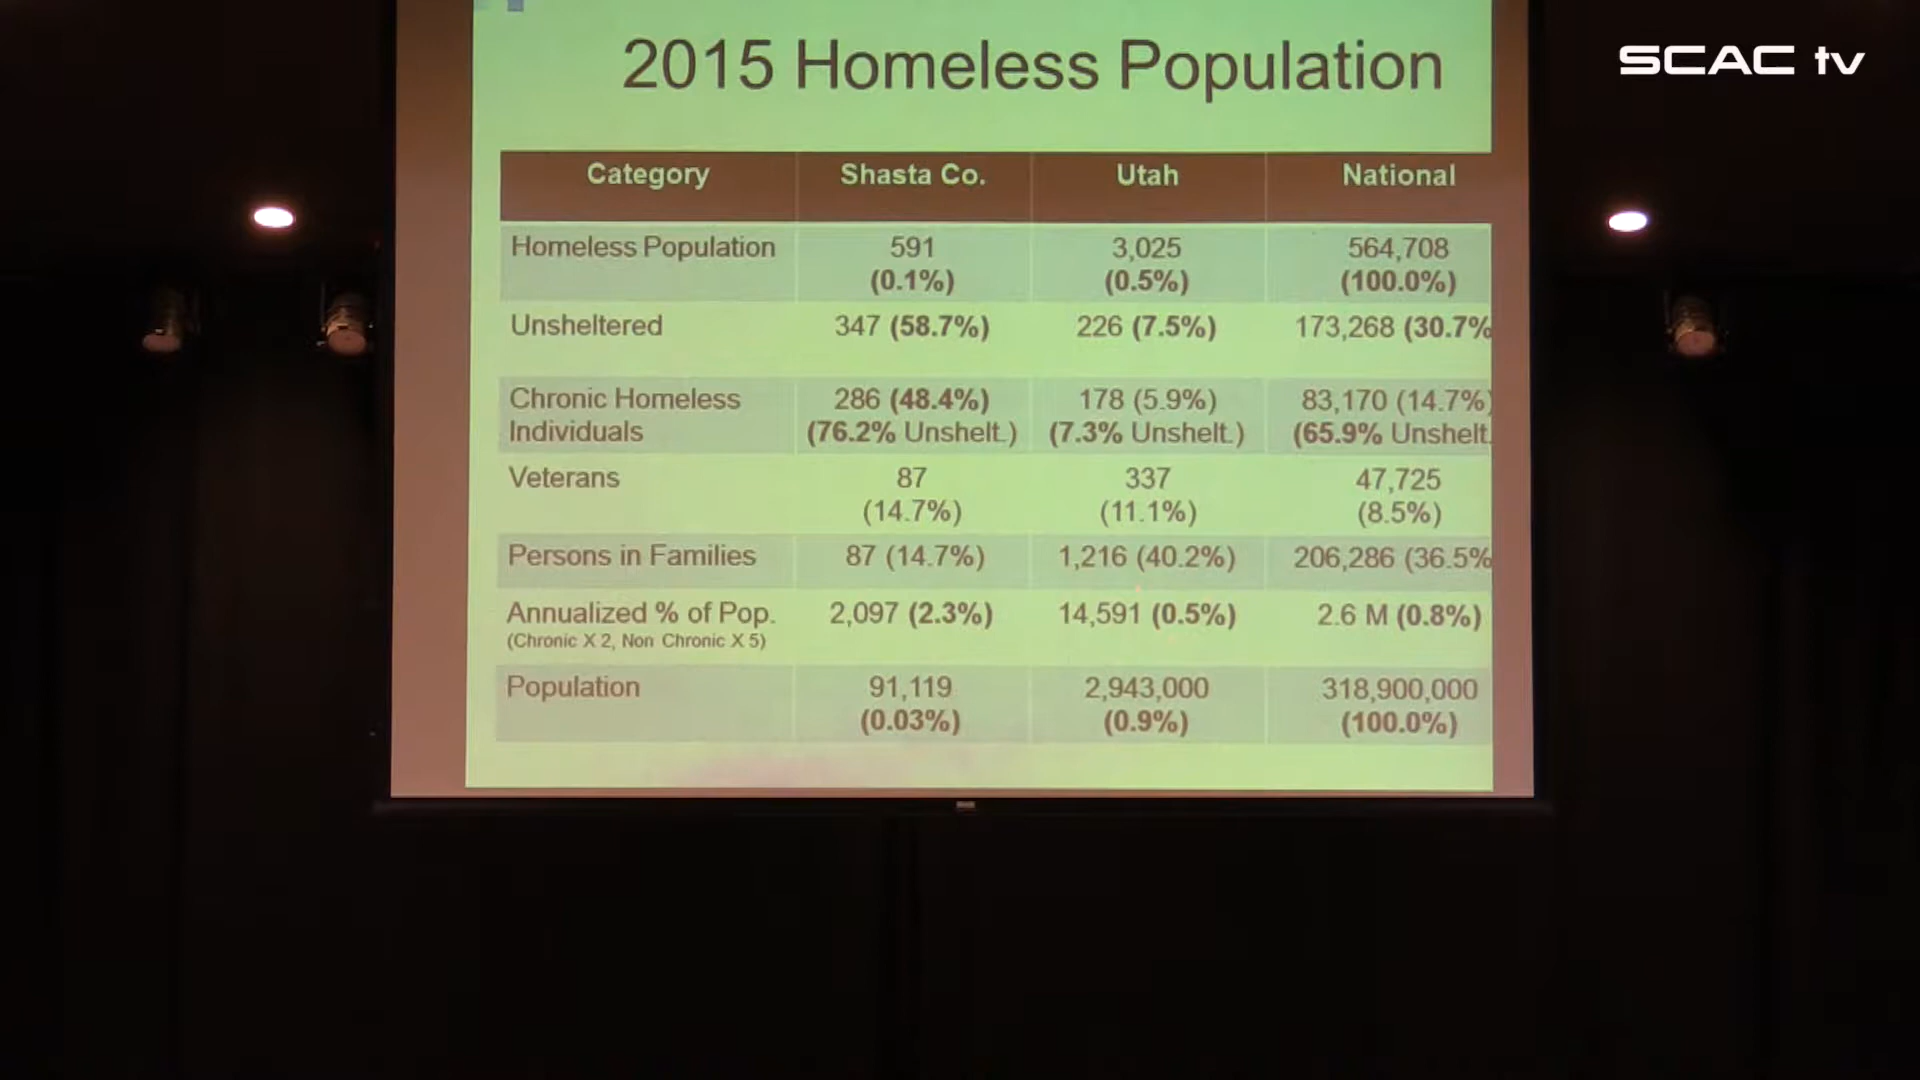 SCAC tv
2015 Homeless Population
Category Shasta Co. Utah National
Homeless Population 591 3,025 564,708
(0.1%) (0.5%) (100.0%)
Unsheltered 347 (58.7%) 226 (7.5%) 173,268 (30.7%
Chronic Homeless 286 (48.4%) 178 (5.9%) 83,170 (14.7%)
Individuals (76.2% Unshelt.) (7.3% Unshelt.) (65.9% Unshelt.
Veterans 87 337 47,725
(14.7%) (11.1%) (8.5%)
Persons in Families 87 (14.7%) 1,216 (40.2%) 206,286 (36.5%
Annualized % of Pop. 2,097 (2.3%) 14,591 (0.5%) 2.6 M (0.8%)
(Chronic X 2, Non Chronic X 5)
Population 91,119 2,943,000 318,900,000
(0.03%) (0.9%) (100.0%)